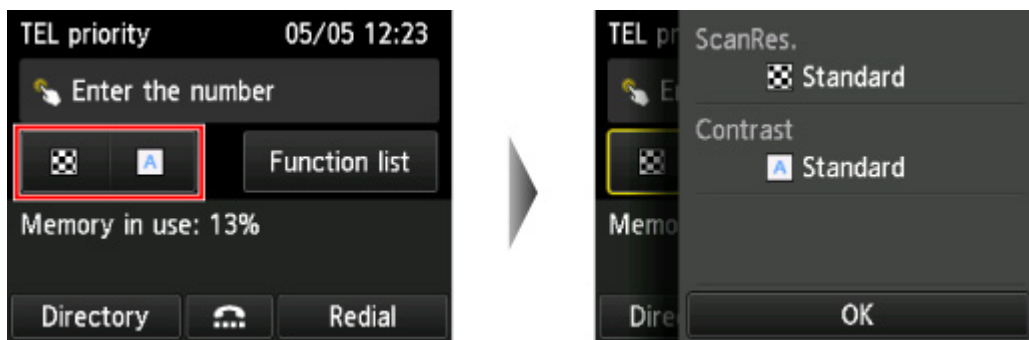 TEL priority 05/05 12:23
Enter the number
A Function list
Memory in use: 13%
Directory Redial
TEL pr
ScanRes.
E
Standard
Contrast
A Standard
Memo
Dire
OK